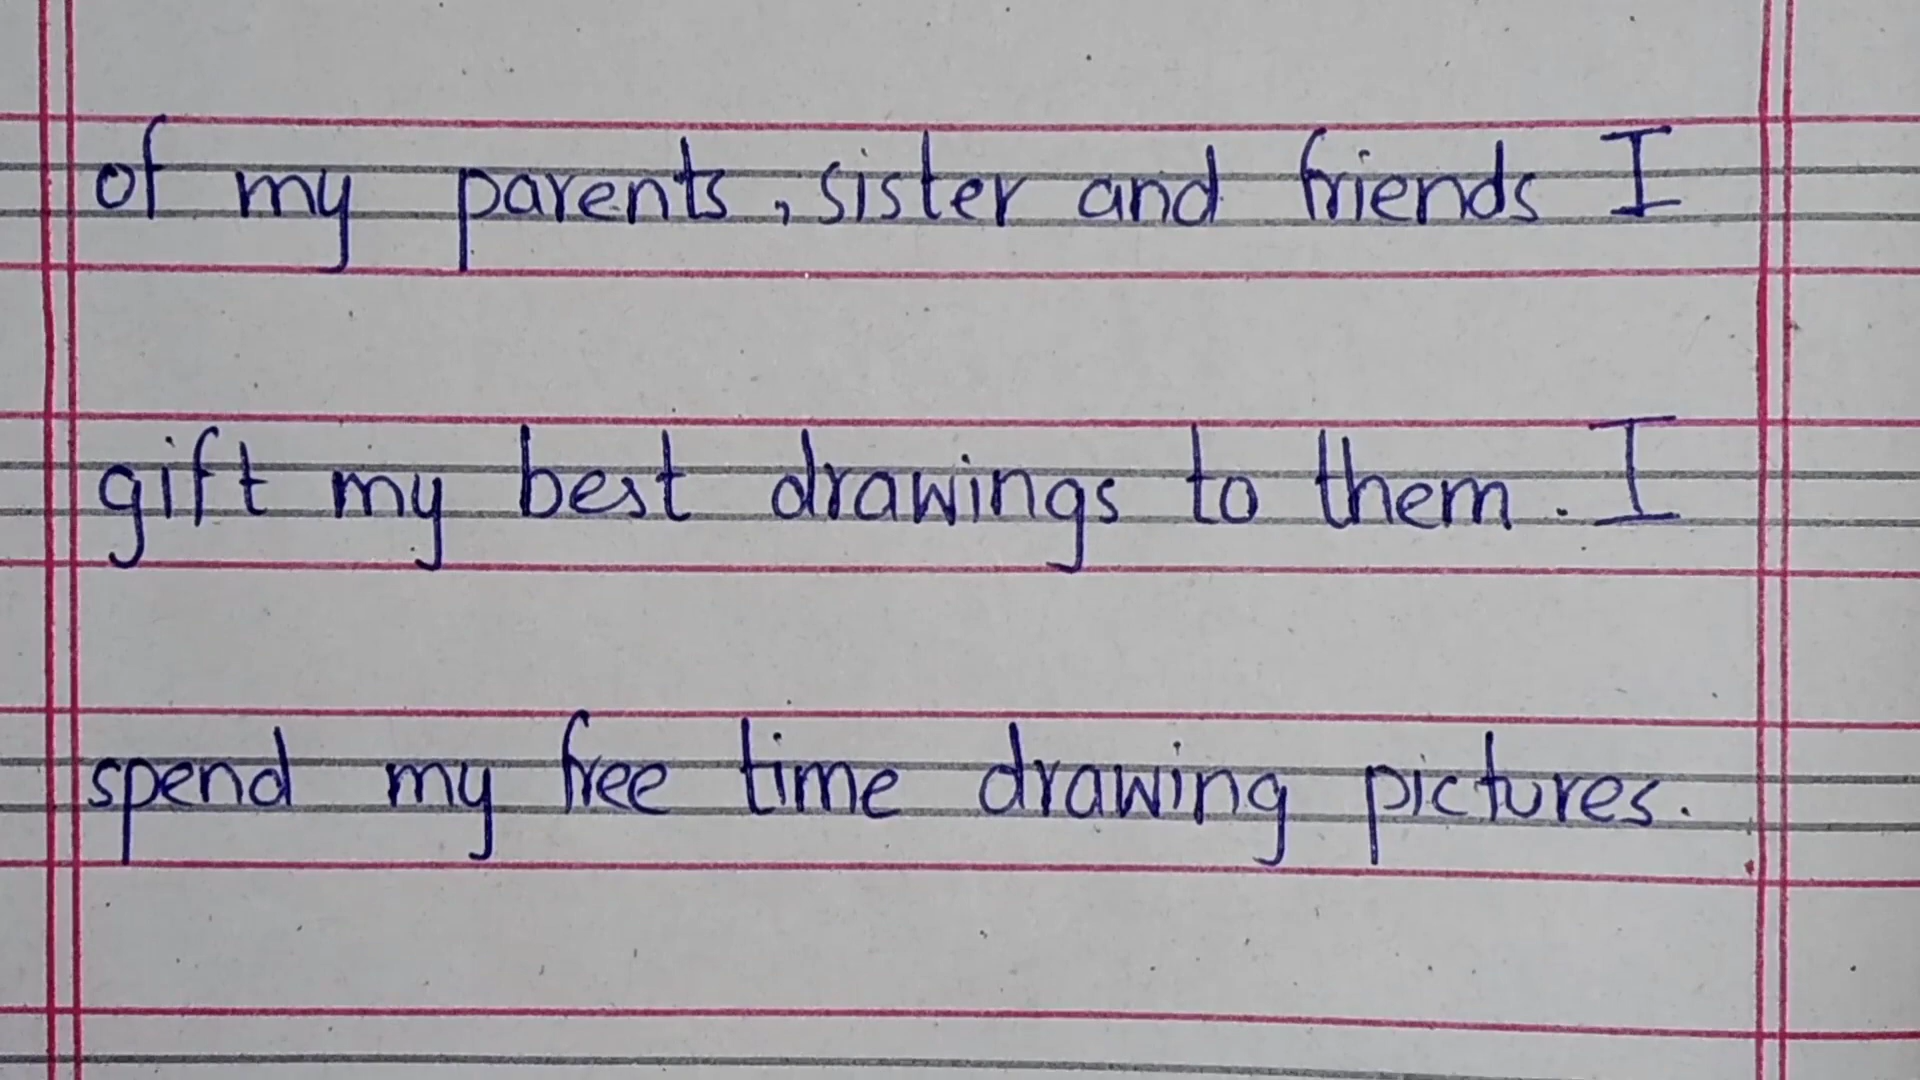 of my parents, sister and friends I
gift my best drawings to them. I
spend my free time drawing pictures.